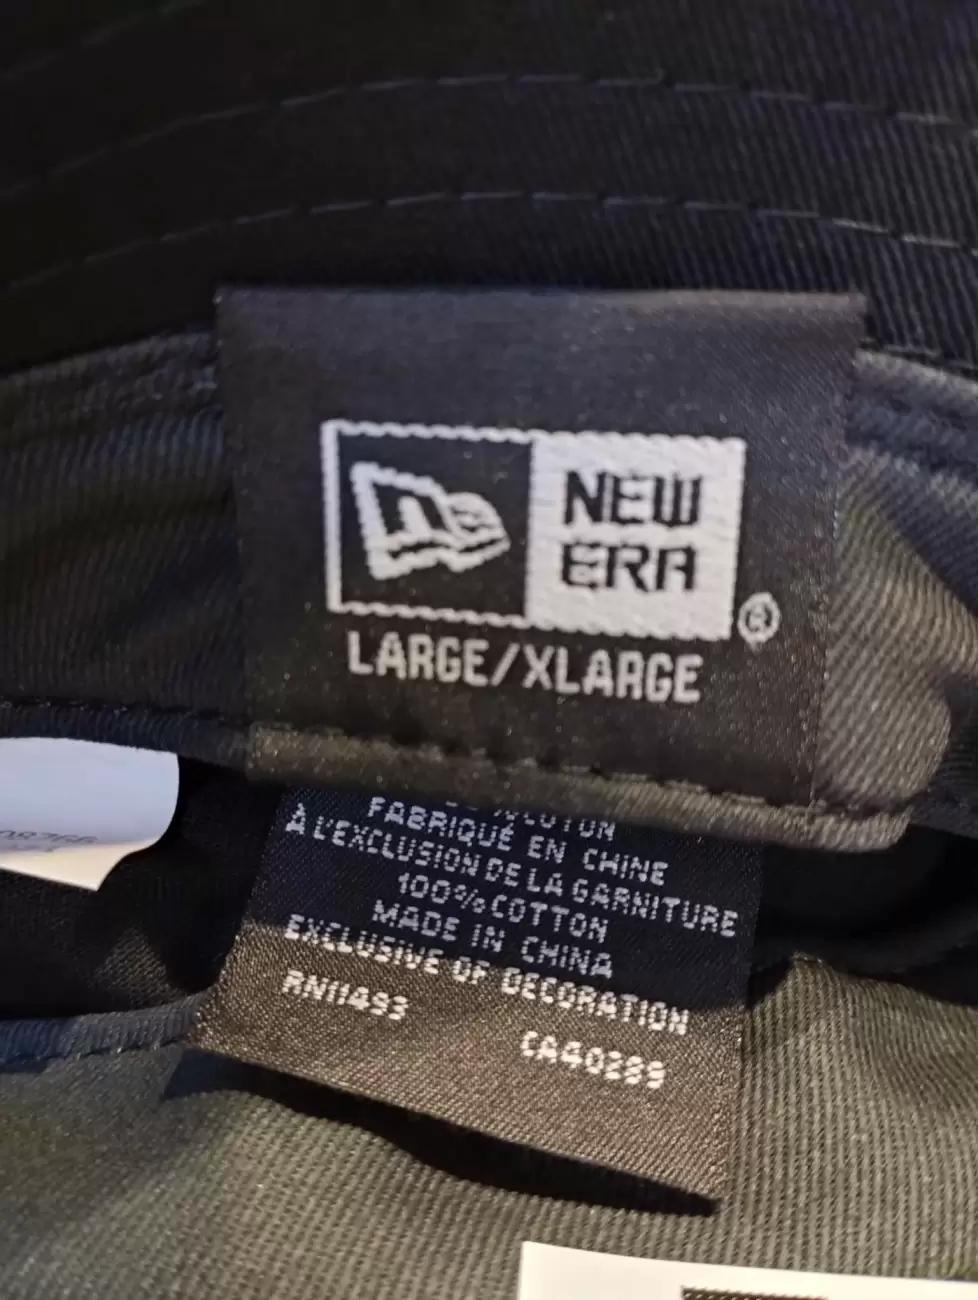 NEW
ERA
®
LARGE/XLARGE
FABRIQUÉ EN CHINE
À L'EXCLUSION DE LA GARNITURE
100% COTTON
MADE IN CHINA
EXCLUSIVE OF DECORATION
RN11493
CA40289